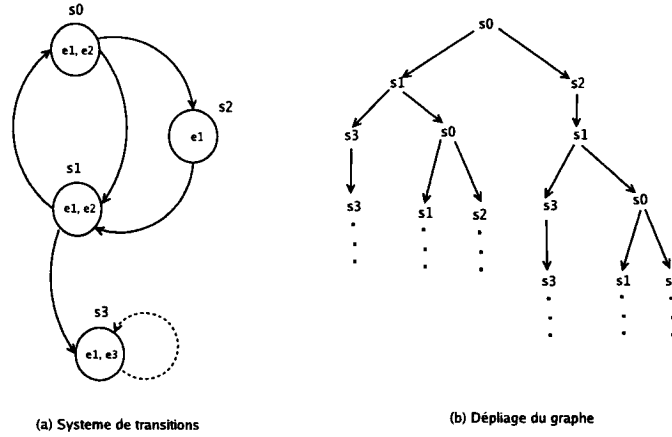 s0
e1, e2
s2
e1
s1
e1, e2
s3
e1, e3
(a) Systeme de transitions
s0
s1 s2
s3 s0 s1
s3 s1 s2 s3 s0
s3 s1
(b) Dépliage du graphe